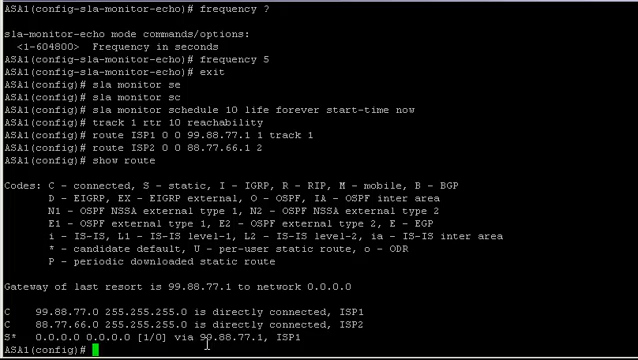 ASA1(config-sla-monitor-echo)# frequency ?
sla-monitor-echo mode commands/options:
<1-604800> Frequency in seconds
ASA1(config-sla-monitor-echo)# frequency 5
ASA1(config-sla-monitor-echo)# exit
ASA1(config)# sla monitor se
ASA1(config)# sla monitor sc
ASA1(config)# sla monitor schedule 10 life forever start-time now
ASA1(config)# track 1 rtr 10 reachability
ASA1(config)# route ISP1 0 0 99.88.77.1 1 track 1
ASA1(config)# route ISP2 0 0 88.77.66.1 2
ASA1(config)# show route
Codes: C - connected, S - static, I - IGRP, R - RIP, M - mobile, B - BGP
D - EIGRP, EX - EIGRP external, O - OSPF, IA - OSPF inter area
N1 - OSPF NSSA external type 1, N2 - OSPF NSSA external type 2
E1 - OSPF external type 1, E2 - OSPF external type 2, E - EGP
i - IS-IS, L1 - IS-IS level-1, L2 - IS-IS level-2, ia - IS-IS inter area
* - candidate default, U - per-user static route, o - ODR
P - periodic downloaded static route
Gateway of last resort is 99.88.77.1 to network 0.0.0.0
C 99.88.77.0 255.255.255.0 is directly connected, ISP1
C 88.77.66.0 255.255.255.0 is directly connected, ISP2
S* 0.0.0.0 0.0.0.0 [1/0] via 99.88.77.1, ISP1
ASA1(config)#